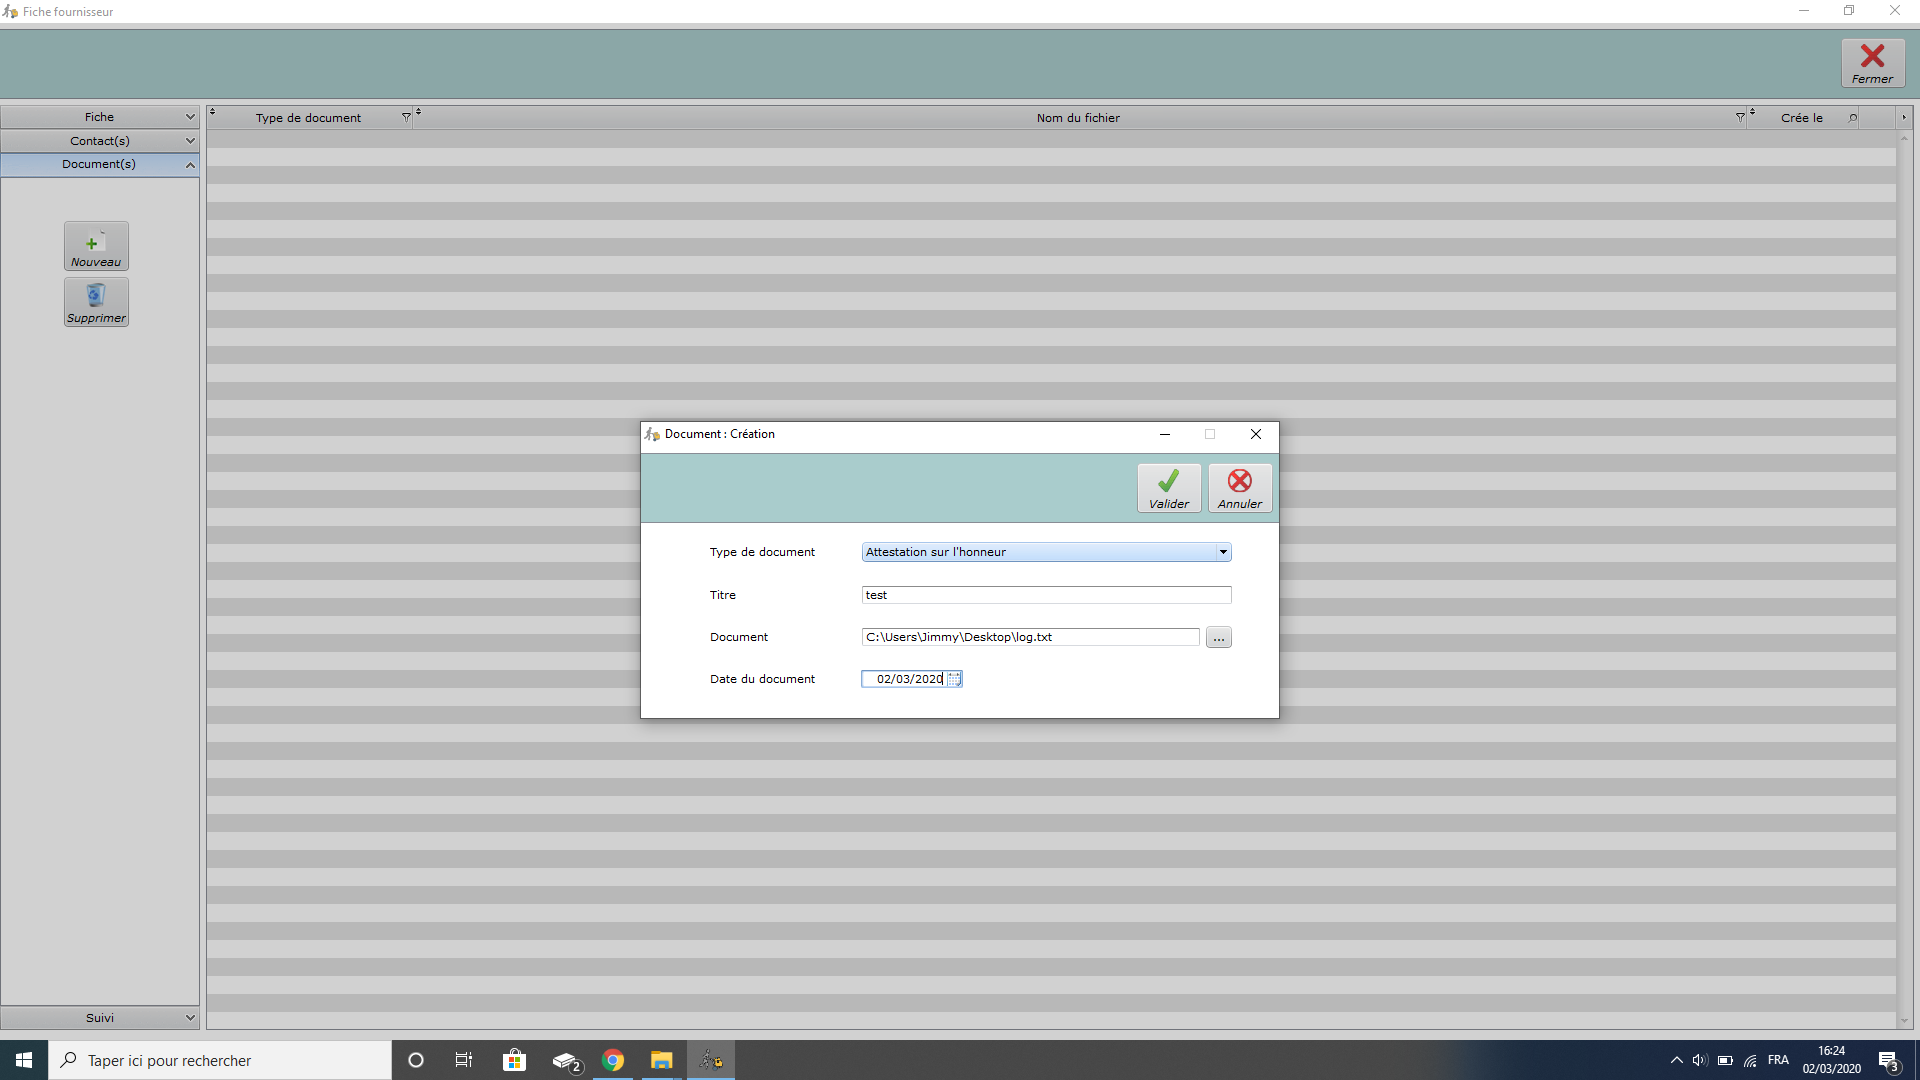 Fiche fournisseur
Fermer
Fiche
Contact(s)
Document(s)
Nouveau
Supprimer
Suivi
Type de document
Nom du fichier
Crée le
Document : Création
Valider
Annuler
Type de document
Attestation sur l'honneur
Titre
test
Document
C:\Users\Jimmy\Desktop\log.txt
...
Date du document
02/03/2020
Taper ici pour rechercher
2
FRA
16:24
02/03/2020
3